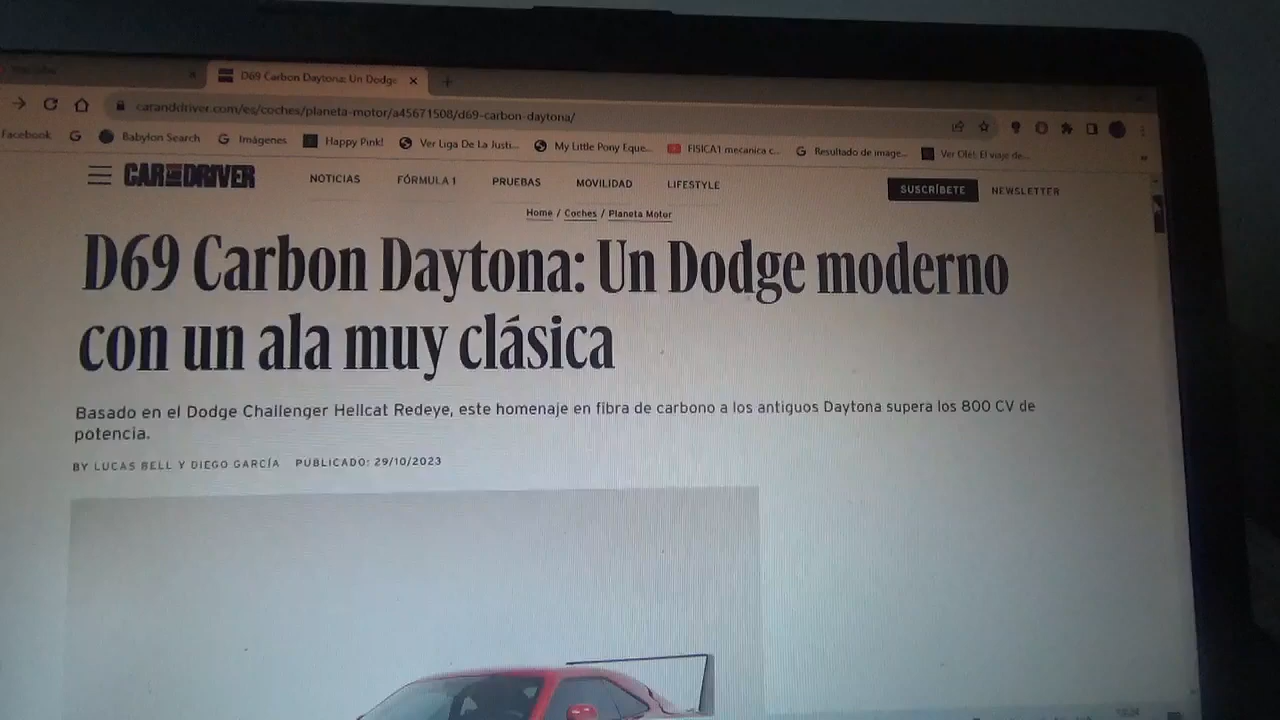 D69 Carbon Daytona: Un Dodge
caranddriver.com/es/coches/planeta-motor/a45671508/d69-carbon-daytona/
Facebook Babylon Search Imágenes Happy Pink! Ver Liga De La Justi... My Little Pony Eque... FISICA1 mecanica c... Resultado de image... Ver Olé!: El viaje de...
CAR AND DRIVER NOTICIAS FÓRMULA 1 PRUEBAS MOVILIDAD LIFESTYLE SUSCRÍBETE NEWSLETTER
Home / Coches / Planeta Motor
D69 Carbon Daytona: Un Dodge moderno
con un ala muy clásica
Basado en el Dodge Challenger Hellcat Redeye, este homenaje en fibra de carbono a los antiguos Daytona supera los 800 CV de
potencia.
BY LUCAS BELL Y DIEGO GARCÍA PUBLICADO: 29/10/2023